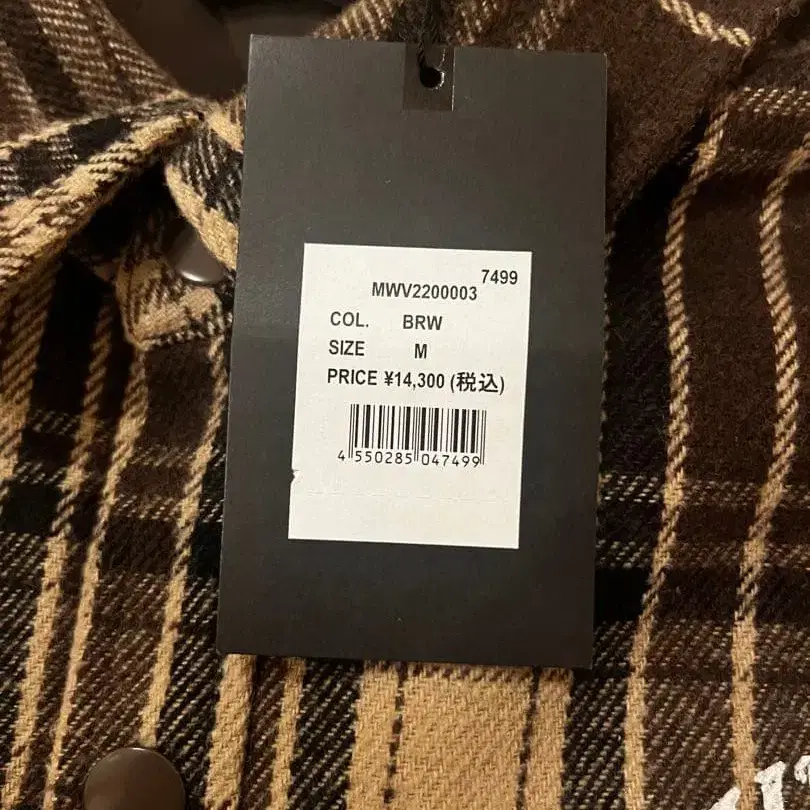 7499
MWV2200003
COL. BRW
SIZE M
PRICE ¥14,300 (税込)
4 550285 047499